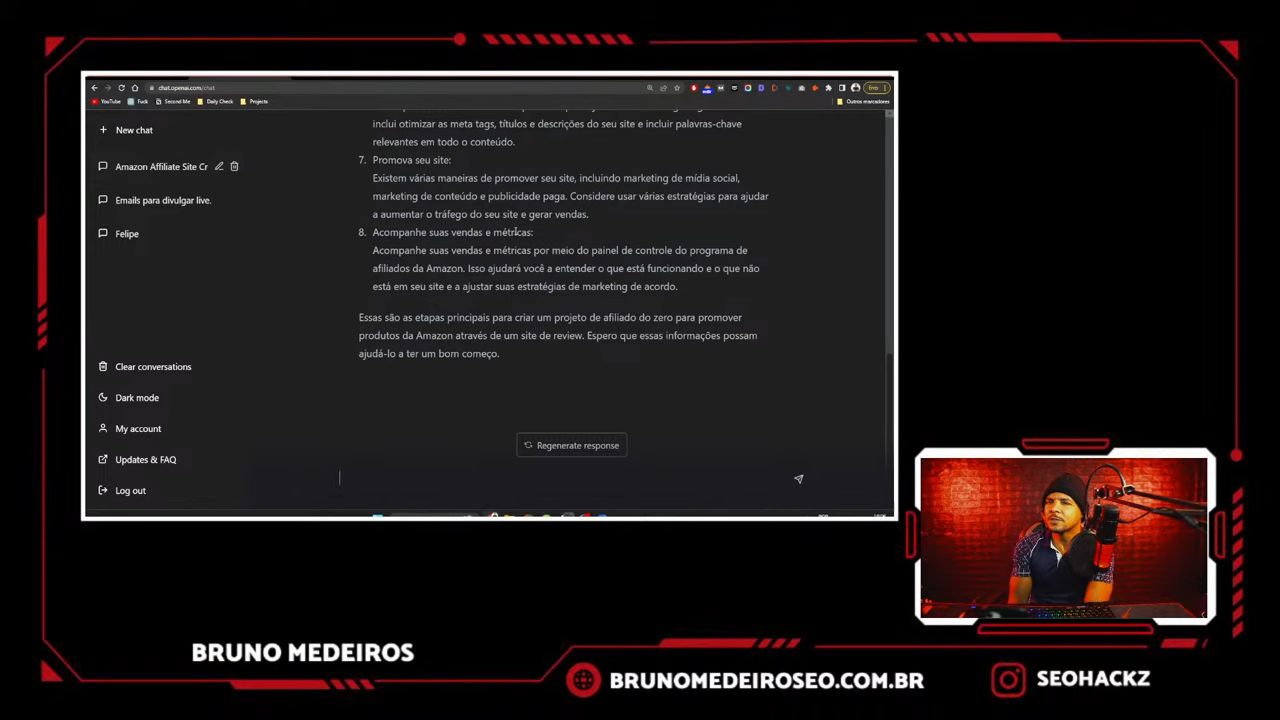 chat.openai.com/chat
Erro
YouTube
Fuck
Second Me
Daily Check
Projects
Outros marcadores
New chat
Amazon Affiliate Site Cr
Emails para divulgar live.
Felipe
Clear conversations
Dark mode
My account
Updates & FAQ
Log out
inclui otimizar as meta tags, títulos e descrições do seu site e incluir palavras-chave
relevantes em todo o conteúdo.
7. Promova seu site:
Existem várias maneiras de promover seu site, incluindo marketing de mídia social,
marketing de conteúdo e publicidade paga. Considere usar várias estratégias para ajudar
a aumentar o tráfego do seu site e gerar vendas.
8. Acompanhe suas vendas e métricas:
Acompanhe suas vendas e métricas por meio do painel de controle do programa de
afiliados da Amazon. Isso ajudará você a entender o que está funcionando e o que não
está em seu site e a ajustar suas estratégias de marketing de acordo.
Essas são as etapas principais para criar um projeto de afiliado do zero para promover
produtos da Amazon através de um site de review. Espero que essas informações possam
ajudá-lo a ter um bom começo.
Regenerate response
BRUNO MEDEIROS
BRUNOMEDEIROSEO.COM.BR
SEOHACKZ